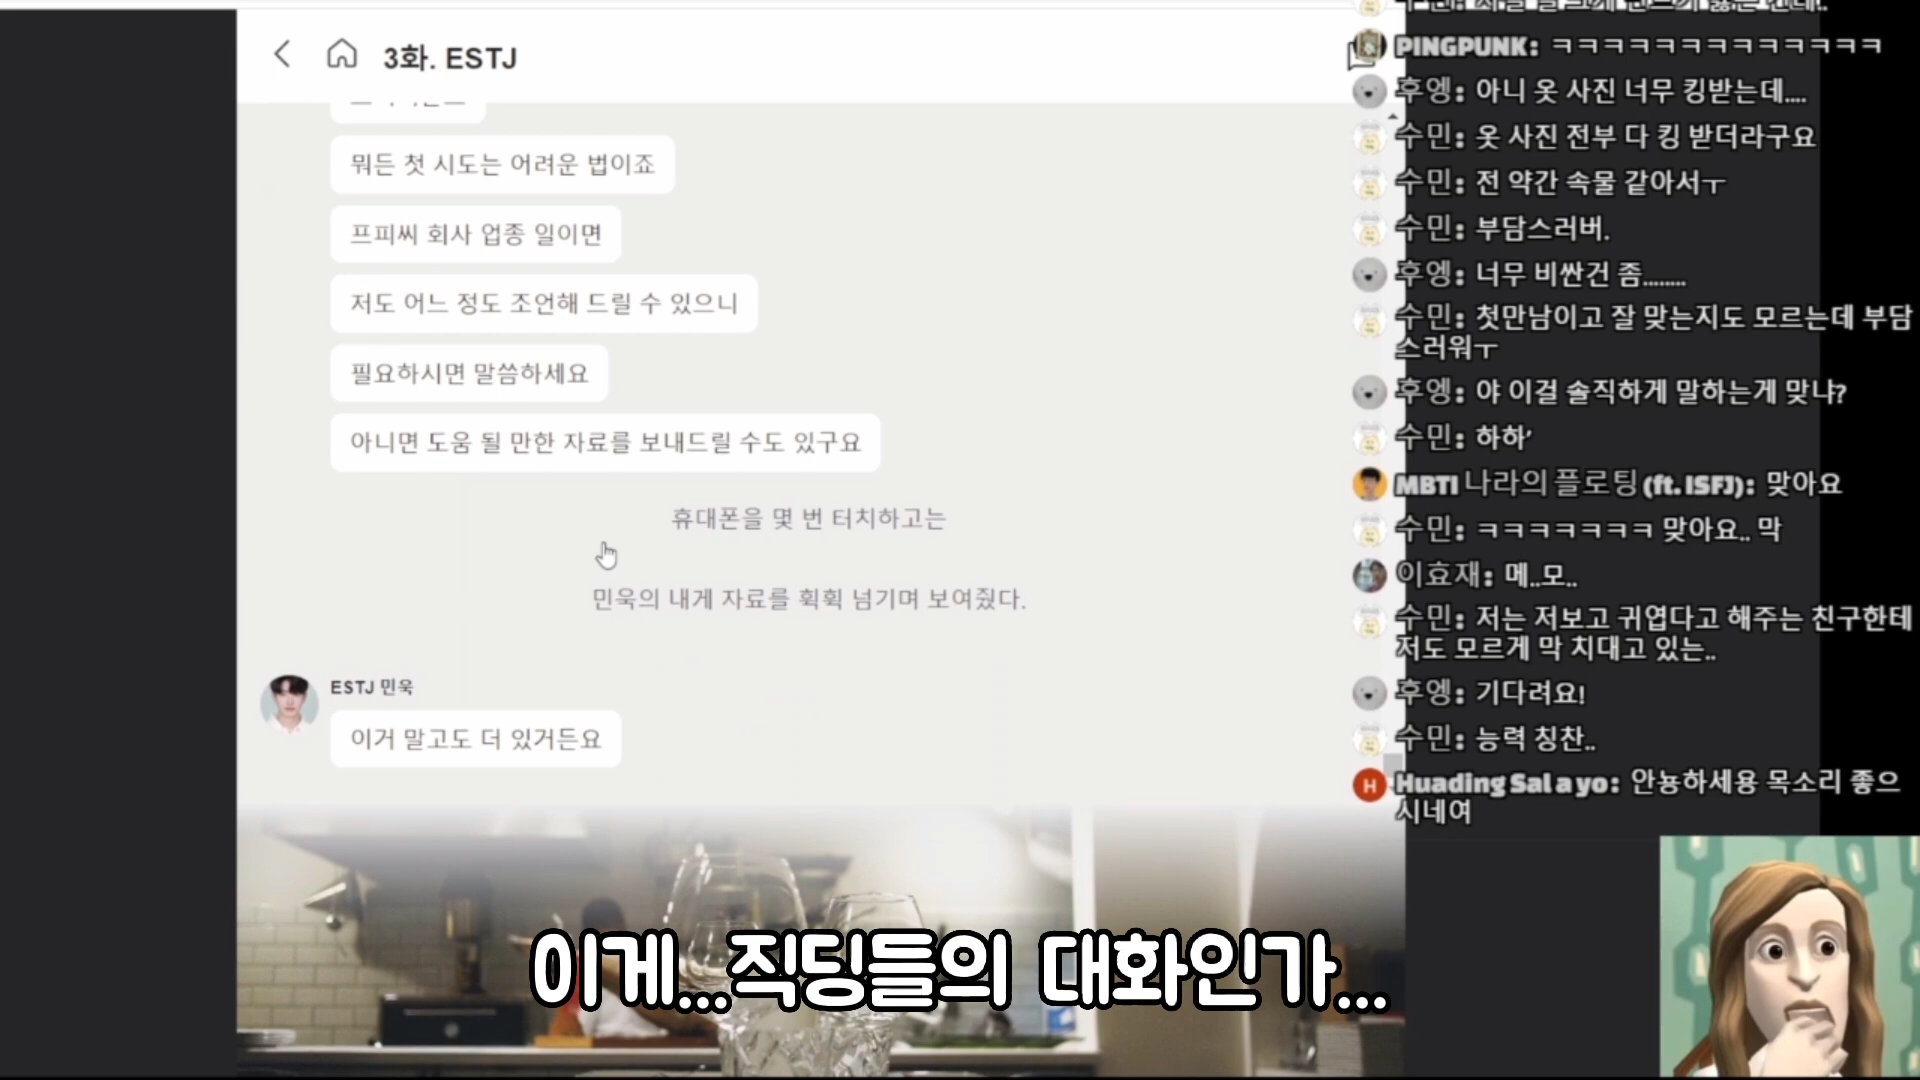 3화. ESTJ
뭐든 첫 시도는 어려운 법이죠
프피씨 회사 업종 일이면
저도 어느 정도 조언해 드릴 수 있으니
필요하시면 말씀하세요
아니면 도움 될 만한 자료를 보내드릴 수도 있구요
휴대폰을 몇 번 터치하고는
민욱의 내게 자료를 휙휙 넘기며 보여줬다.
ESTJ 민욱
이거 말고도 더 있거든요
이게...직딩들의 대화인가...
PINGPUNK: ㅋㅋㅋㅋㅋㅋㅋㅋㅋㅋㅋㅋㅋ
후엥: 아니 옷 사진 너무 킹받는데....
수민: 옷 사진 전부 다 킹 받더라구요
수민: 전 약간 속물 같아서ㅜ
수민: 부담스러버.
후엥: 너무 비싼건 좀........
수민: 첫만남이고 잘 맞는지도 모르는데 부담
스러워ㅜ
후엥: 야 이걸 솔직하게 말하는게 맞냐?
수민: 하하'
MBTI 나라의 플로팅 (ft. ISFJ): 맞아요
수민: ㅋㅋㅋㅋㅋㅋㅋ 맞아요.. 막
이효재: 메..모..
수민: 저는 저보고 귀엽다고 해주는 친구한테
저도 모르게 막 치대고 있는..
후엥: 기다려요!
수민: 능력 칭찬..
H
Huading Sal a yo: 안뇽하세용 목소리 좋으
시네여